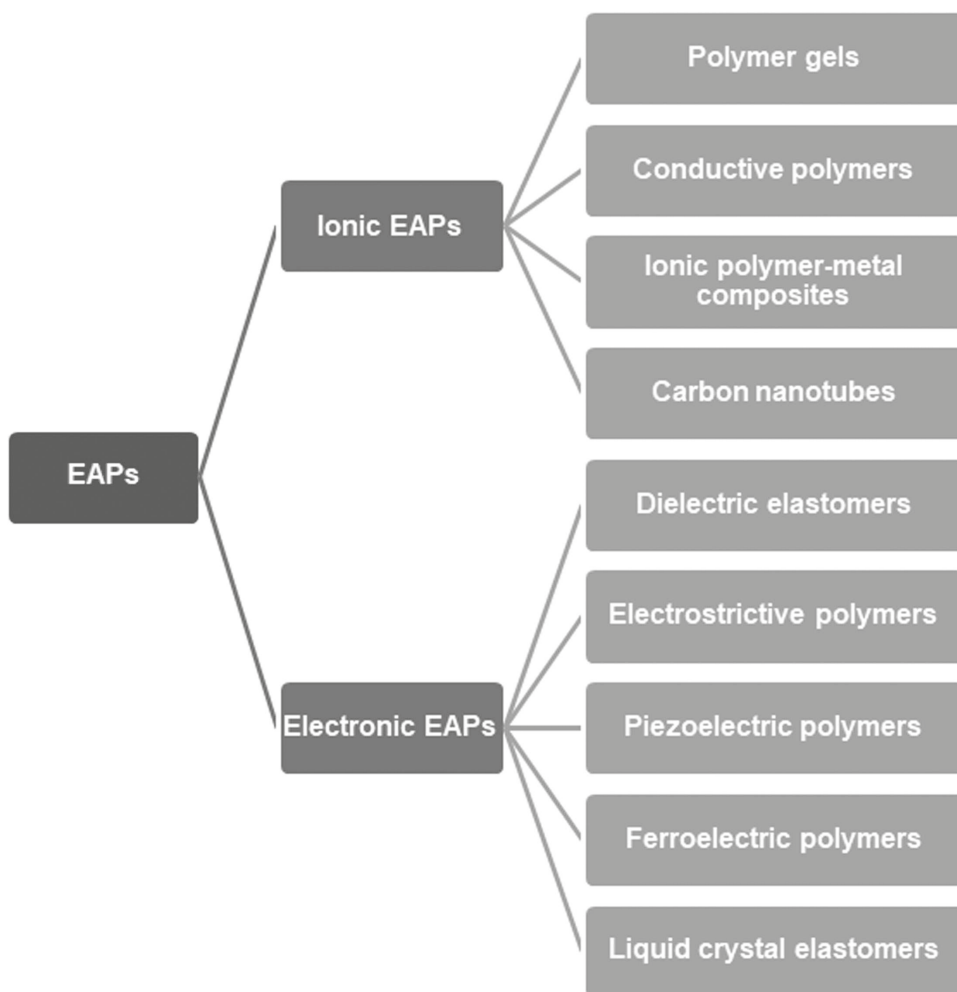 EAPs
Ionic EAPs
Polymer gels
Conductive polymers
Ionic polymer-metal
composites
Carbon nanotubes
Electronic EAPs
Dielectric elastomers
Electrostrictive polymers
Piezoelectric polymers
Ferroelectric polymers
Liquid crystal elastomers